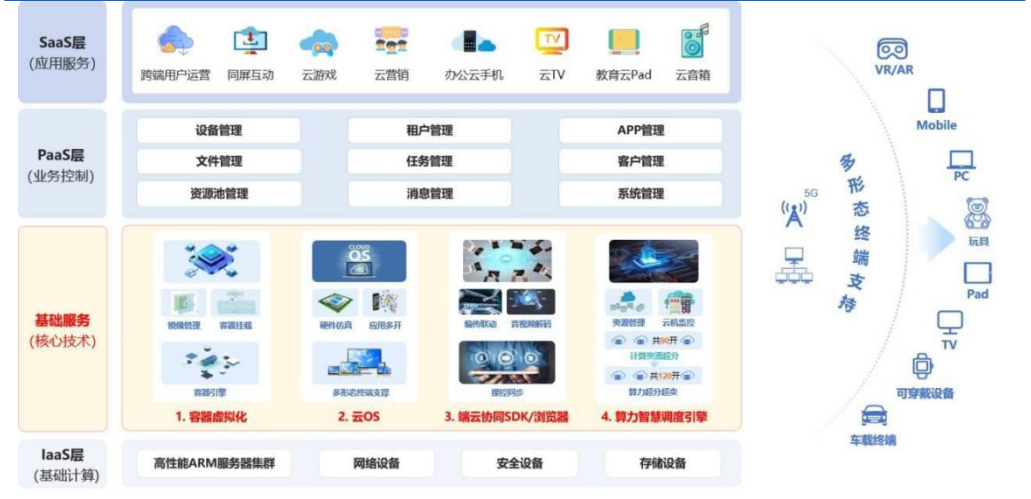 SaaS层
(应用服务)
跨端用户运营 同屏互动 云游戏 云营销 办公云手机 云TV 教育云Pad 云音箱
TV
PaaS层
(业务控制)
设备管理 租户管理 APP管理
文件管理 任务管理 客户管理
资源池管理 消息管理 系统管理
基础服务
(核心技术)
CLOUD
OS
镜像管理 容器挂载 硬件仿真 应用多开 音视频解码 资源管理 云机监控
共90开
计算资源超分
共120开
容器引擎 多形态终端支撑 操控同步 算力超分超卖
1. 容器虚拟化 2. 云OS 3. 端云协同SDK/浏览器 4. 算力智慧调度引擎
IaaS层
(基础计算)
高性能ARM服务器集群 网络设备 安全设备 存储设备
5G
多形态终端支持
VR/AR
Mobile
PC
玩具
Pad
TV
可穿戴设备
车载终端